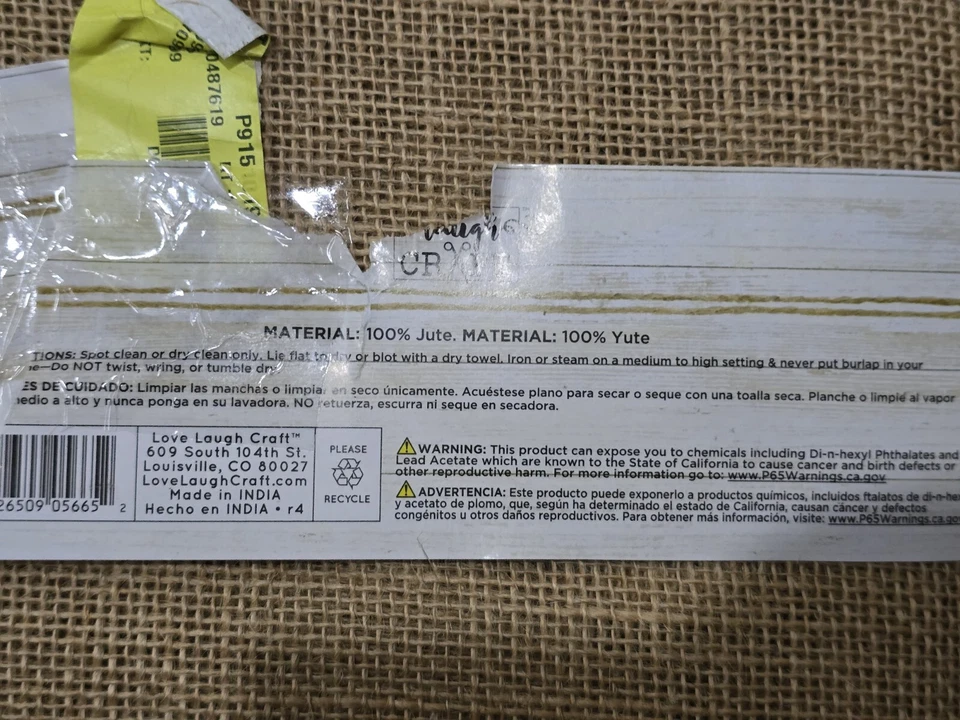 0487619
P915
CRAFT
MATERIAL: 100% Jute. MATERIAL: 100% Yute
TIONS: Spot clean or dry clean only. Lie flat to dry or blot with a dry towel. Iron or steam on a medium to high setting & never put burlap in your
ne—Do NOT twist, wring, or tumble dry
ES DE CUIDADO: Limpiar las manchas o limpiar en seco únicamente. Acuéstese plano para secar o seque con una toalla seca. Planche o limpie al vapor
edio a alto y nunca ponga en su lavadora. NO retuerza, escurra ni seque en secadora.
26509 05665 2
Love Laugh Craft™
609 South 104th St.
Louisville, CO 80027
LoveLaughCraft.com
Made in INDIA
Hecho en INDIA • r4
PLEASE
RECYCLE
WARNING: This product can expose you to chemicals including Di-n-hexyl Phthalates and
Lead Acetate which are known to the State of California to cause cancer and birth defects or
other reproductive harm. For more information go to: www.P65Warnings.ca.gov
ADVERTENCIA: Este producto puede exponerlo a productos químicos, incluidos ftalatos de di-n-he
y acetato de plomo, que, según ha determinado el estado de California, causan cáncer y defectos
congénitos u otros daños reproductivos. Para obtener más información, visite: www.P65Warnings.ca.gov